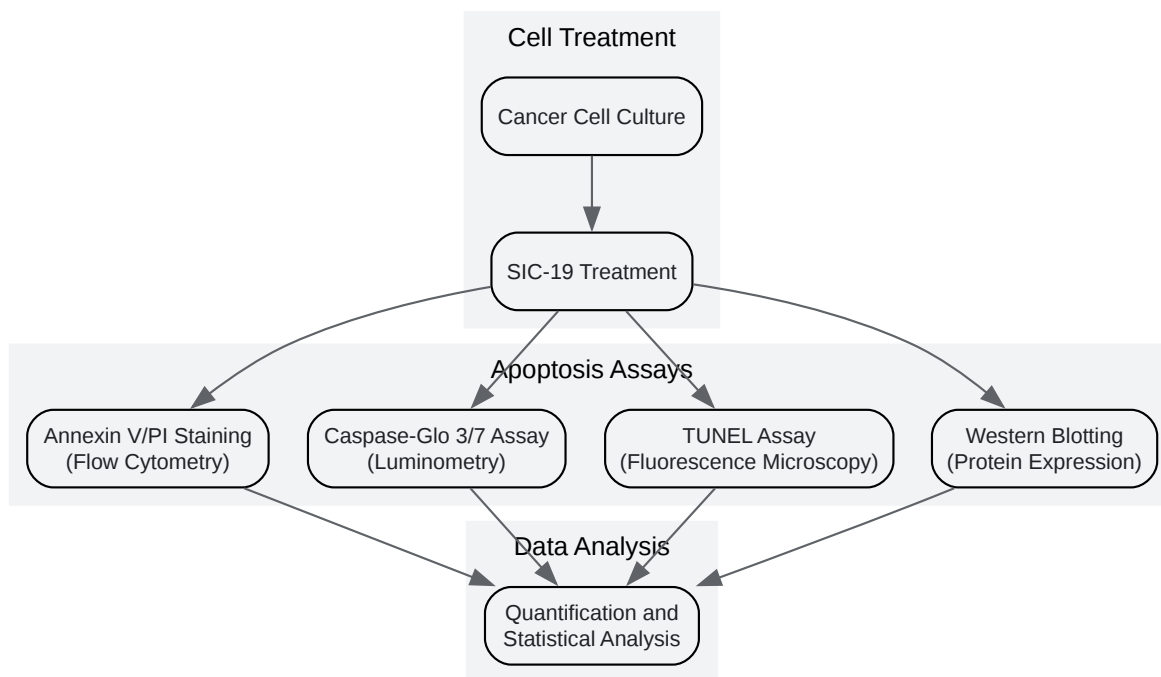 Cell Treatment
Cancer Cell Culture
SIC-19 Treatment
Apoptosis Assays
Annexin V/PI Staining
(Flow Cytometry)
Caspase-Glo 3/7 Assay
(Luminometry)
TUNEL Assay
(Fluorescence Microscopy)
Western Blotting
(Protein Expression)
Data Analysis
Quantification and
Statistical Analysis